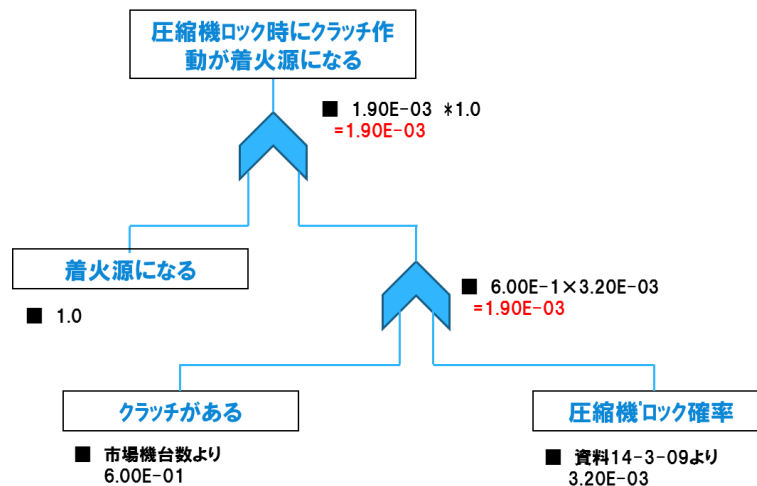 圧縮機ロック時にクラッチ作
動が着火源になる
■ 1.90E-03 *1.0
=1.90E-03
着火源になる
■ 1.0
■ 6.00E-1×3.20E-03
=1.90E-03
クラッチがある
■ 市場機台数より
6.00E-01
圧縮機ロック確率
■ 資料14-3-09より
3.20E-03